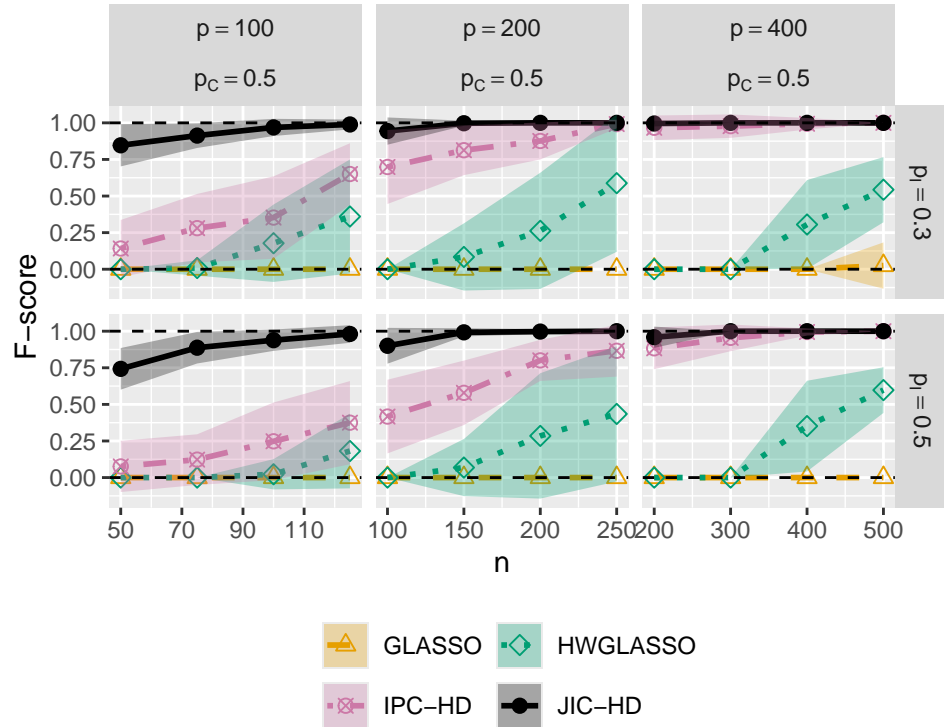 p = 100 p = 200 p = 400
p_C = 0.5 p_C = 0.5 p_C = 0.5
F−score
1.00
0.75
0.50
0.25
0.00
p_I = 0.3
1.00
0.75
0.50
0.25
0.00
p_I = 0.5
50 70 90 110 100 150 200 250 200 300 400 500
n
GLASSO HWGLASSO
IPC−HD JIC−HD